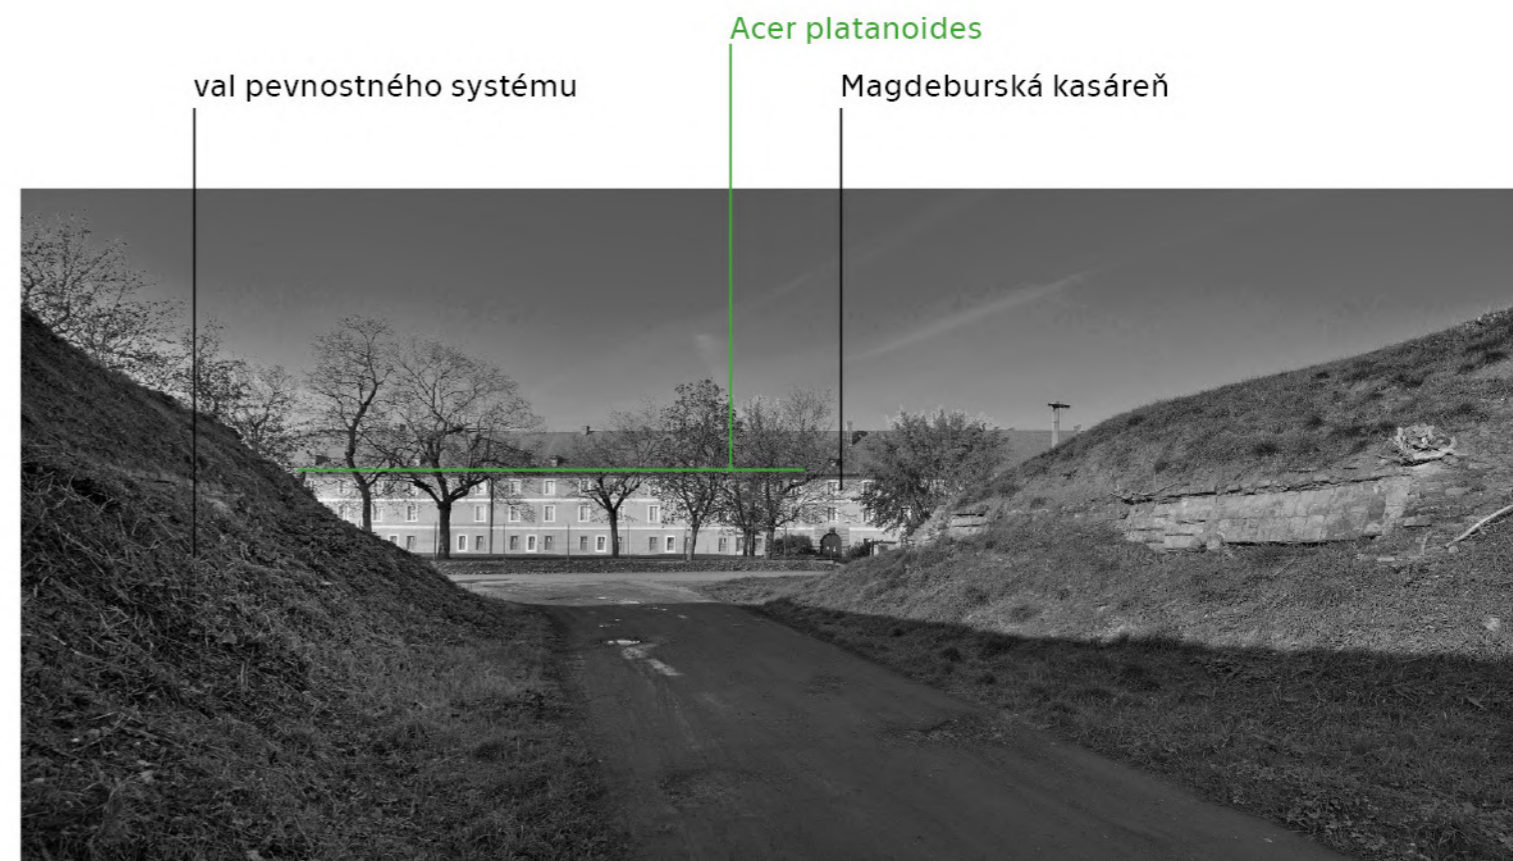 Acer platanoides
val pevnostného systému
Magdeburská kasáreň